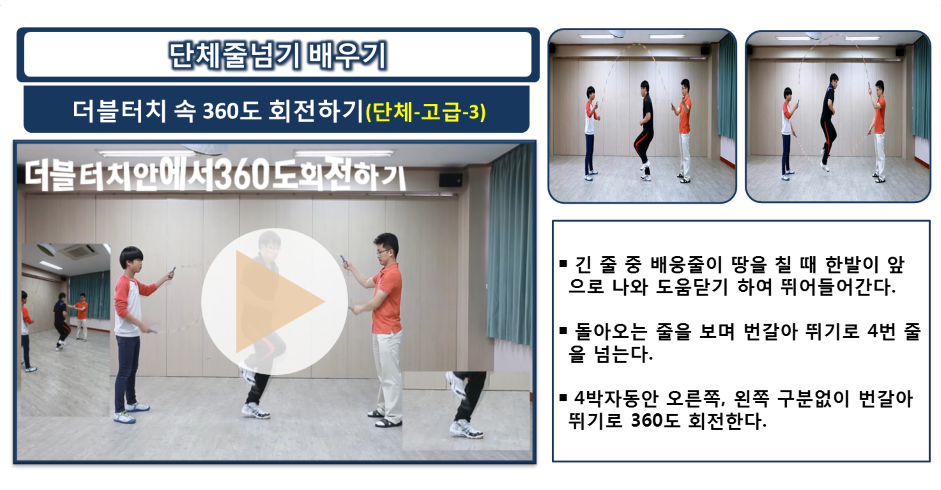 단체줄넘기 배우기
더블터치 속 360도 회전하기(단체-고급-3)
더블터치안에서360도회전하기
▪ 긴 줄 중 배웅줄이 땅을 칠 때 한발이 앞
으로 나와 도움닫기 하여 뛰어들어간다.
▪ 돌아오는 줄을 보며 번갈아 뛰기로 4번 줄
을 넘는다.
▪ 4박자동안 오른쪽, 왼쪽 구분없이 번갈아
뛰기로 360도 회전한다.